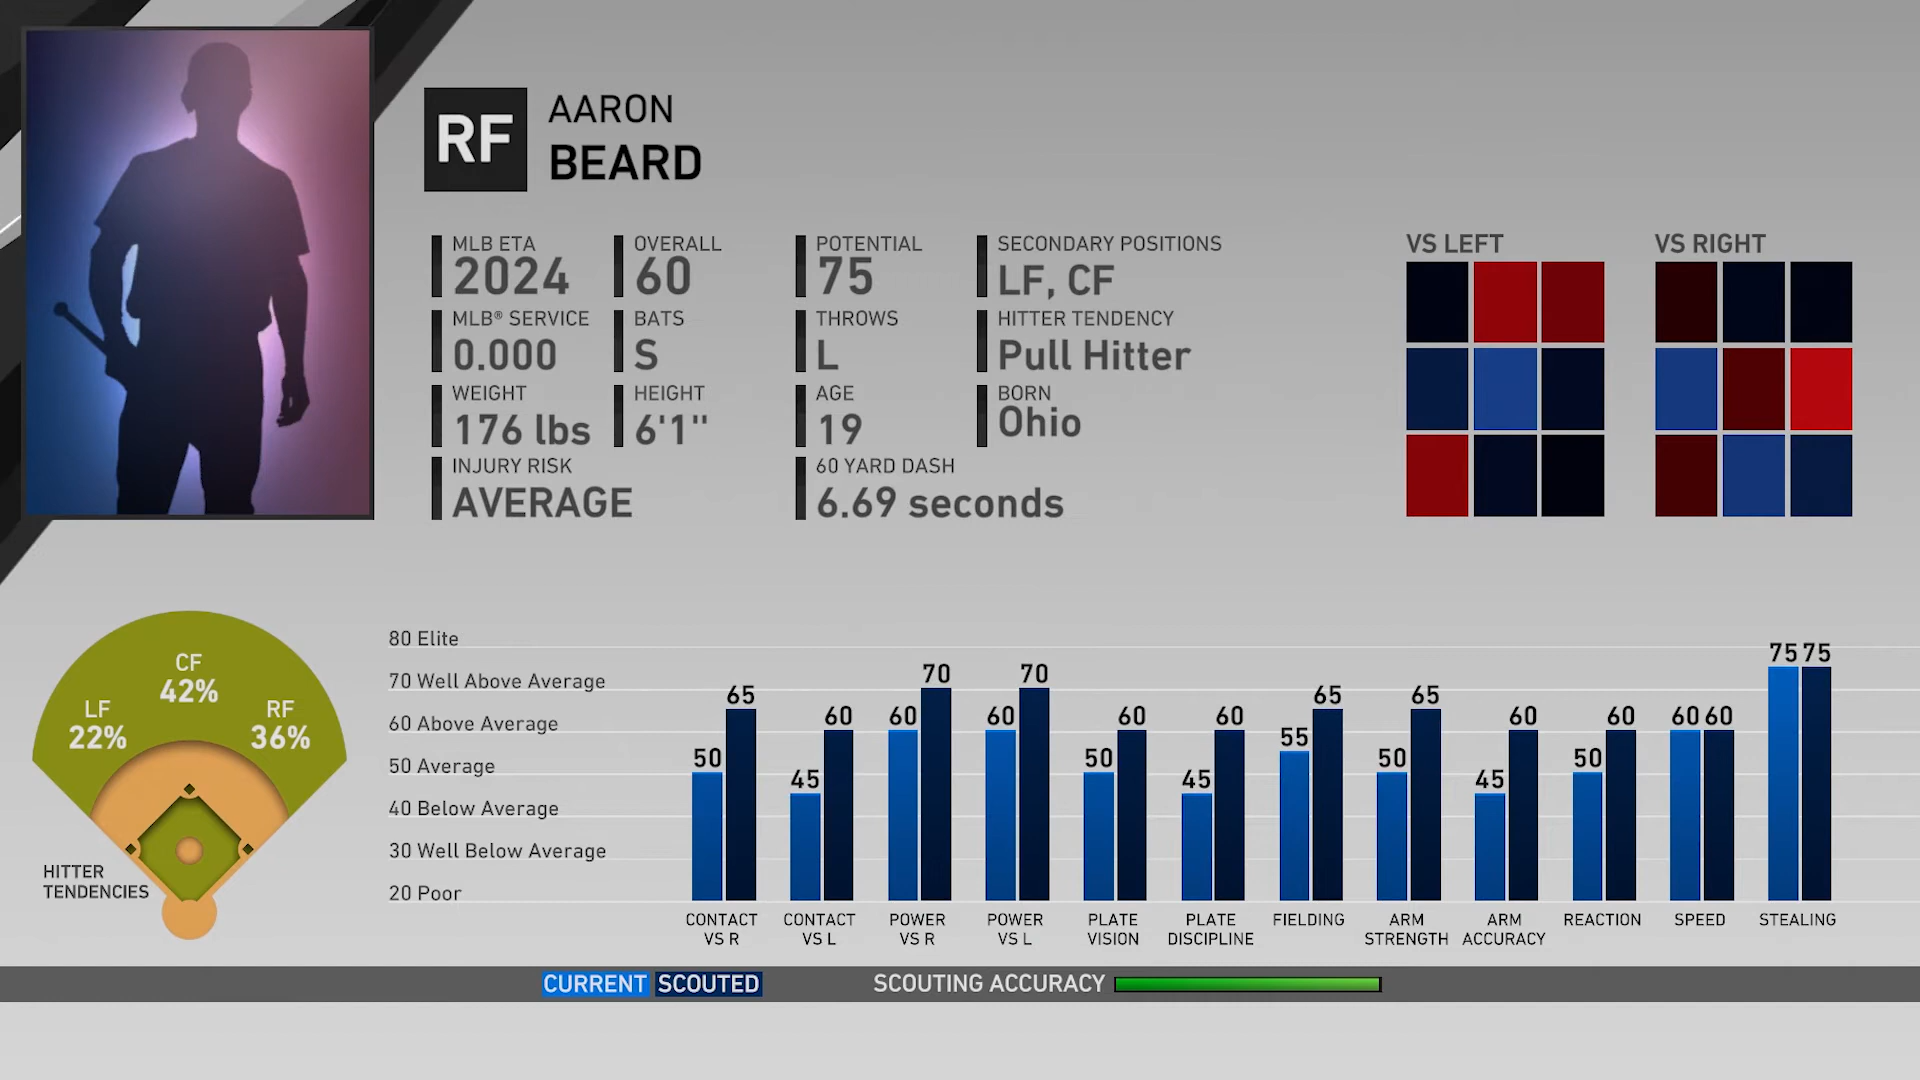 RF
AARON
BEARD
MLB ETA
2024
OVERALL
60
POTENTIAL
75
SECONDARY POSITIONS
LF, CF
MLB® SERVICE
0.000
BATS
S
THROWS
L
HITTER TENDENCY
Pull Hitter
WEIGHT
176 lbs
HEIGHT
6'1"
AGE
19
BORN
Ohio
INJURY RISK
AVERAGE
60 YARD DASH
6.69 seconds
VS LEFT
VS RIGHT
CF
42%
LF
22%
RF
36%
HITTER
TENDENCIES
80 Elite
70 Well Above Average
60 Above Average
50 Average
40 Below Average
30 Well Below Average
20 Poor
50 65
45 60
60 70
60 70
50 60
45 60
55 65
50 65
45 60
50 60
60 60
75 75
CONTACT
VS R
CONTACT
VS L
POWER
VS R
POWER
VS L
PLATE
VISION
PLATE
DISCIPLINE
FIELDING
ARM
STRENGTH
ARM
ACCURACY
REACTION
SPEED
STEALING
CURRENT SCOUTED
SCOUTING ACCURACY